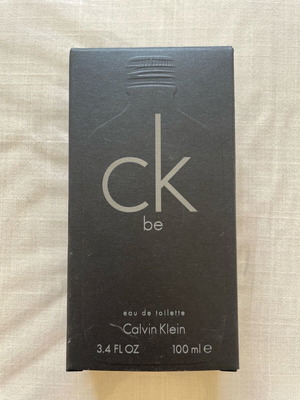 ck
be
eau de toilette
Calvin Klein
3.4 FL OZ 100 ml ℮